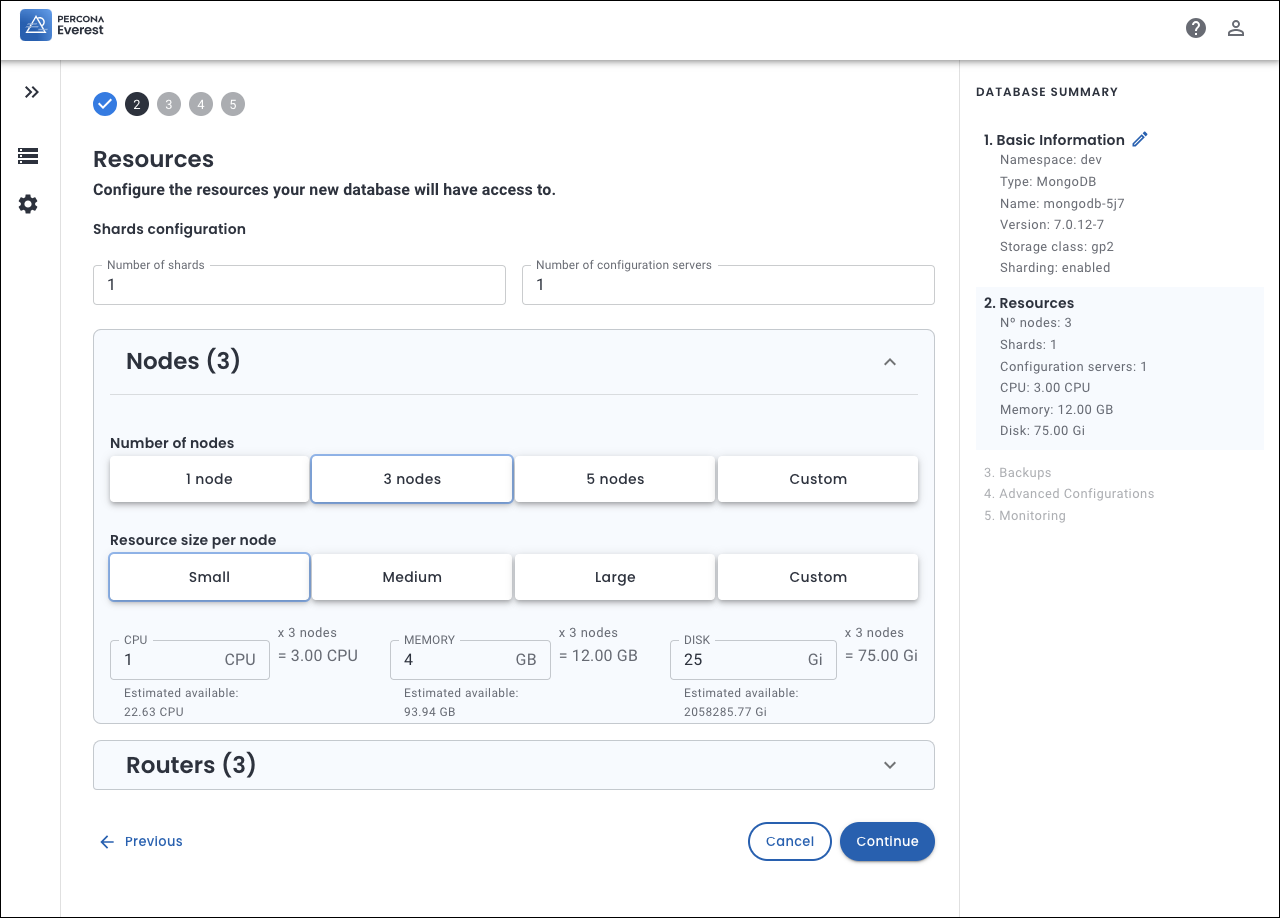 PERCONA
Everest
2 3 4 5
Resources
Configure the resources your new database will have access to.
Shards configuration
Number of shards
1
Number of configuration servers
1
Nodes (3)
Number of nodes
1 node
3 nodes
5 nodes
Custom
Resource size per node
Small
Medium
Large
Custom
CPU
1 CPU
x 3 nodes
= 3.00 CPU
Estimated available:
22.63 CPU
MEMORY
4 GB
x 3 nodes
= 12.00 GB
Estimated available:
93.94 GB
DISK
25 Gi
x 3 nodes
= 75.00 Gi
Estimated available:
2058285.77 Gi
Routers (3)
Previous
Cancel
Continue
DATABASE SUMMARY
1. Basic Information
Namespace: dev
Type: MongoDB
Name: mongodb-5j7
Version: 7.0.12-7
Storage class: gp2
Sharding: enabled
2. Resources
Nº nodes: 3
Shards: 1
Configuration servers: 1
CPU: 3.00 CPU
Memory: 12.00 GB
Disk: 75.00 Gi
3. Backups
4. Advanced Configurations
5. Monitoring